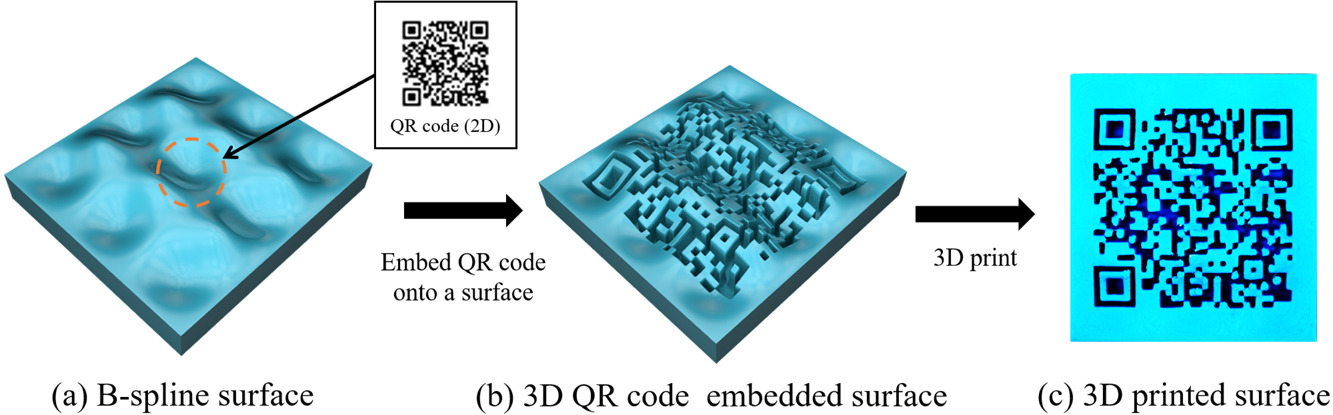 QR code (2D)
Embed QR code
onto a surface
3D print
(a) B-spline surface
(b) 3D QR code embedded surface
(c) 3D printed surface